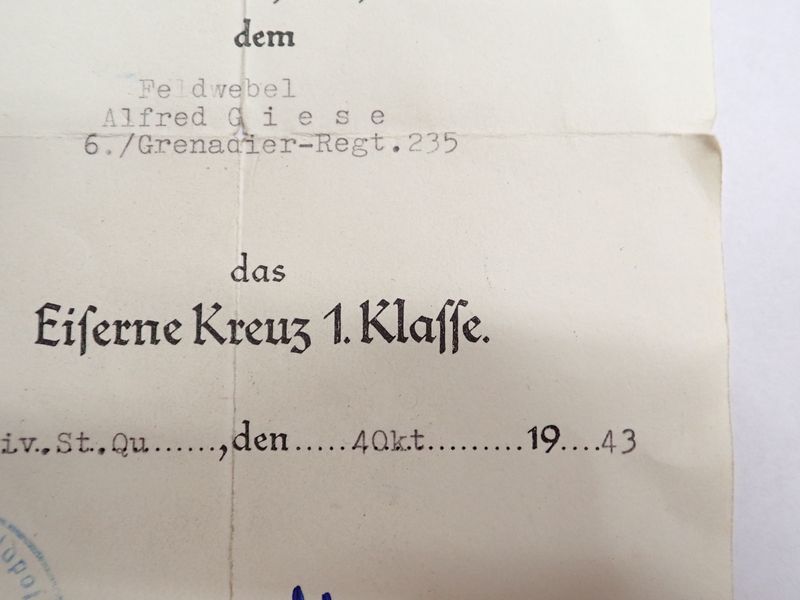 dem
Feldwebel
Alfred G i e s e
6./Grenadier-Regt.235
das
Eiſerne Kreuz 1. Klaſſe.
iv.St.Qu......,den.....4Okt.........19....43